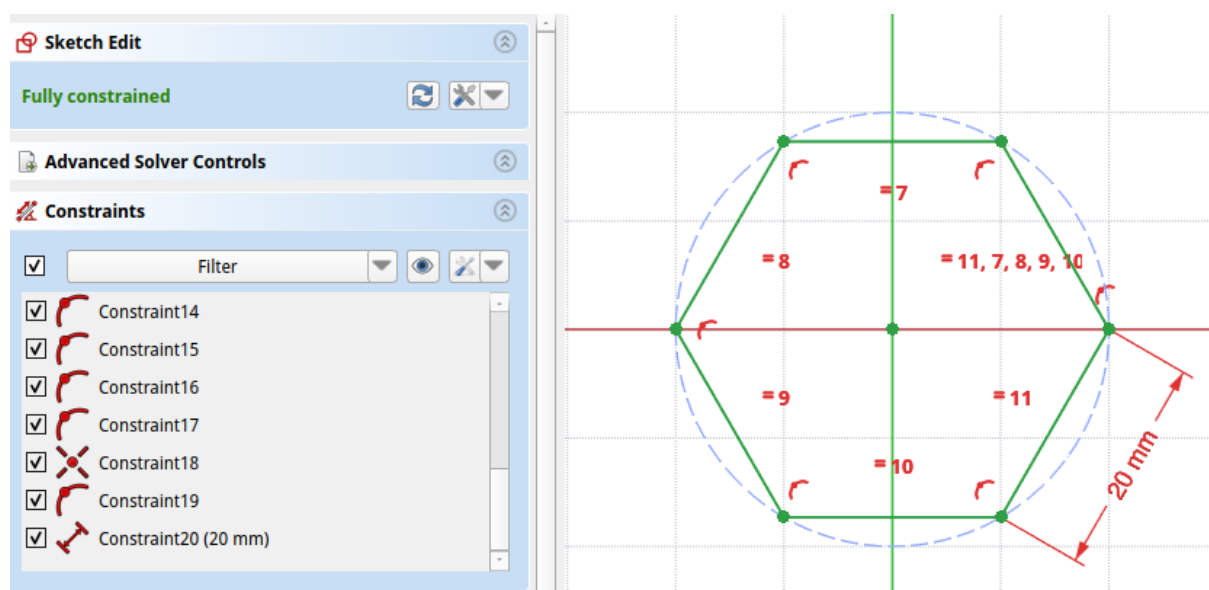 Sketch Edit
Fully constrained
Advanced Solver Controls
Constraints
Filter
Constraint14
Constraint15
Constraint16
Constraint17
Constraint18
Constraint19
Constraint20 (20 mm)
= 7
= 8
= 11, 7, 8, 9, 10
= 9
= 11
= 10
20 mm